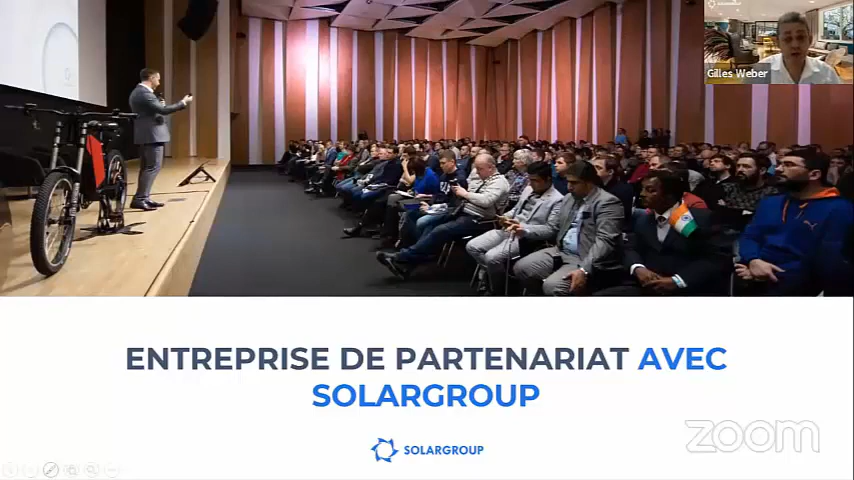 Gilles Weber
ENTREPRISE DE PARTENARIAT AVEC
SOLARGROUP
SOLARGROUP
zoom